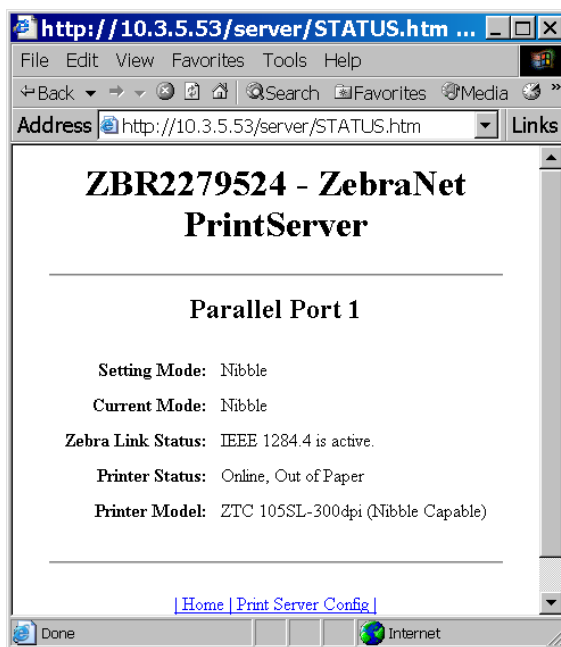 http://10.3.5.53/server/STATUS.htm ...
File Edit View Favorites Tools Help
Back Search Favorites Media »
Address http://10.3.5.53/server/STATUS.htm Links
ZBR2279524 - ZebraNet
PrintServer
Parallel Port 1
Setting Mode: Nibble
Current Mode: Nibble
Zebra Link Status: IEEE 1284.4 is active.
Printer Status: Online, Out of Paper
Printer Model: ZTC 105SL-300dpi (Nibble Capable)
| Home | Print Server Config |
Done Internet